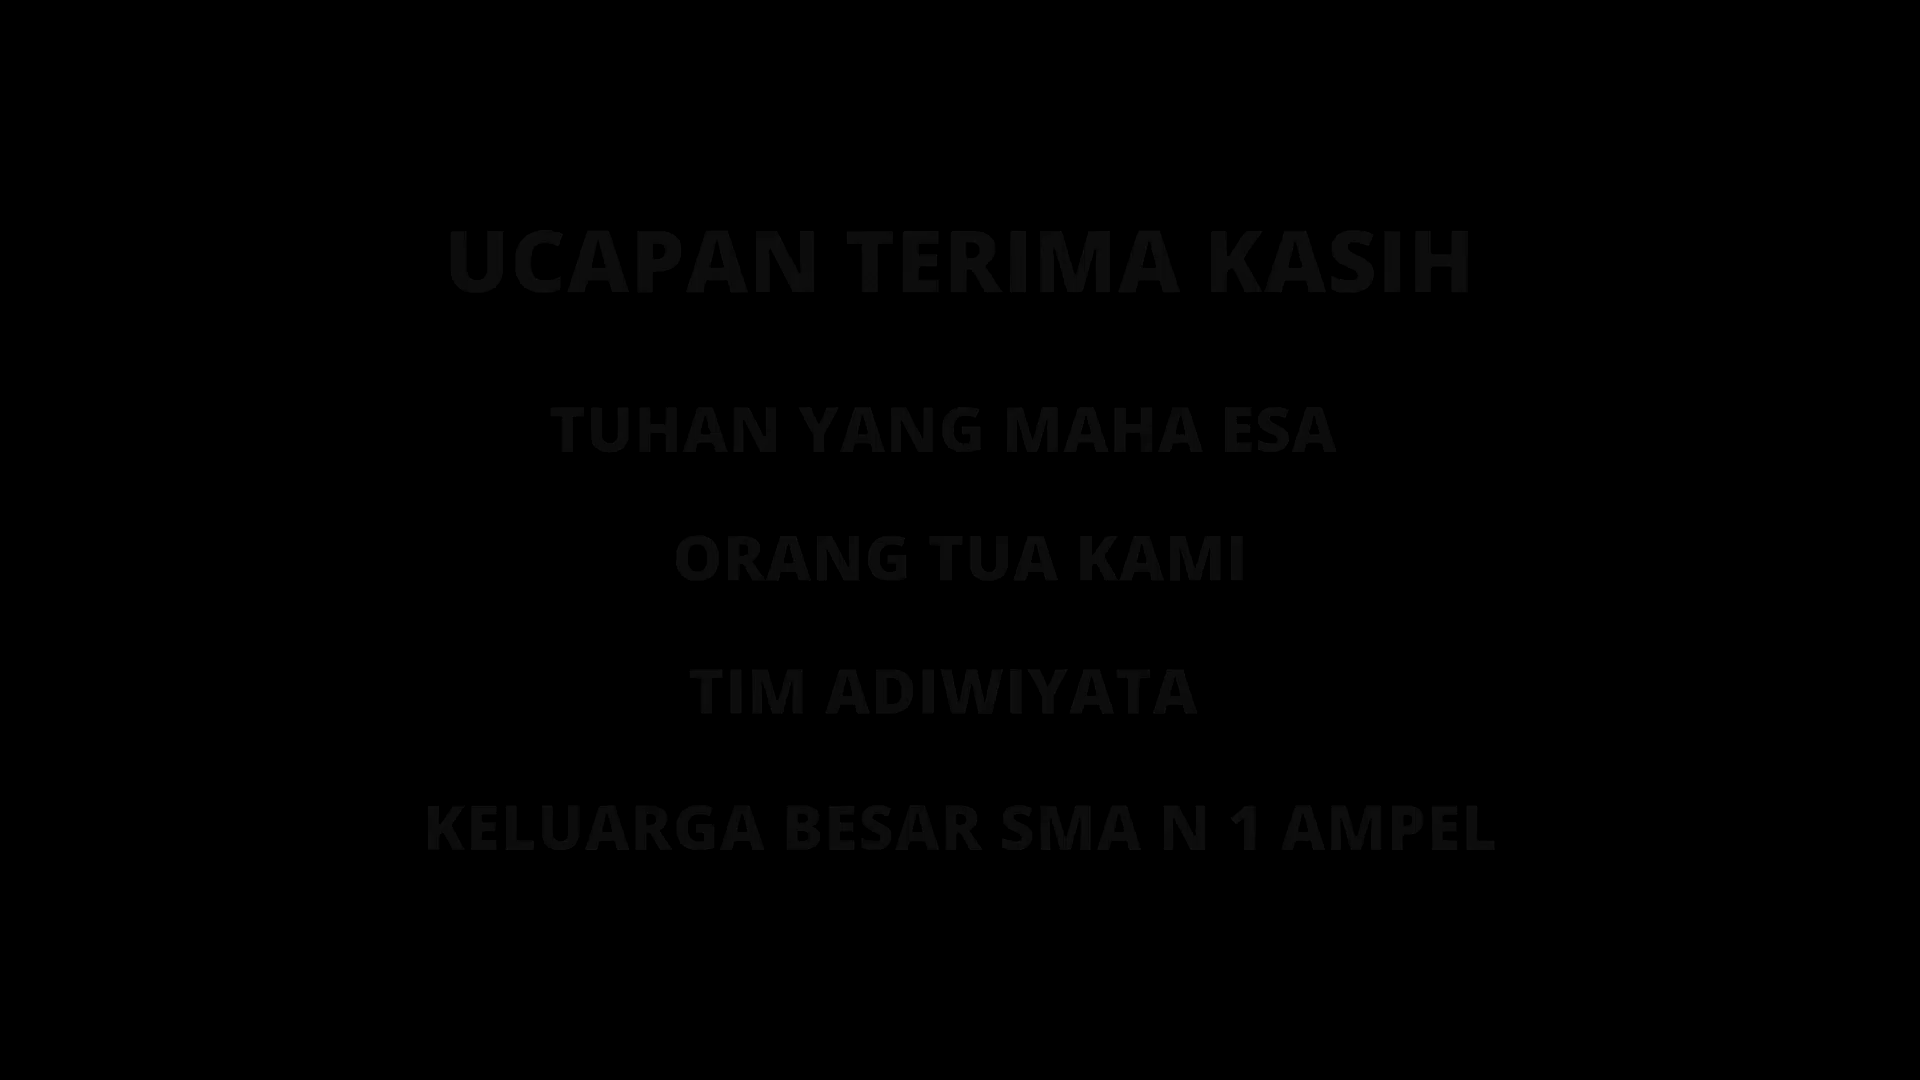 UCAPAN TERIMA KASIH
TUHAN YANG MAHA ESA
ORANG TUA KAMI
TIM ADIWIYATA
KELUARGA BESAR SMA N 1 AMPEL